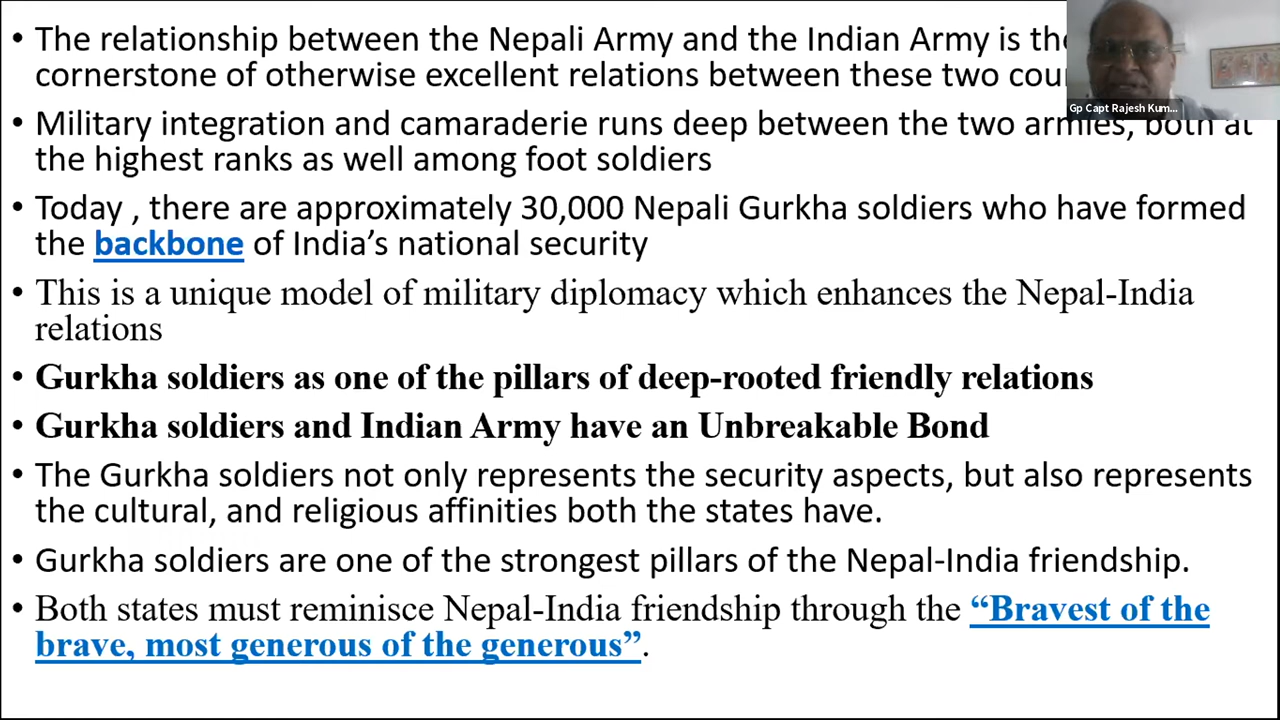 • The relationship between the Nepali Army and the Indian Army is the
cornerstone of otherwise excellent relations between these two cou
Gp Capt Rajesh Kum...
• Military integration and camaraderie runs deep between the two armies, both at
the highest ranks as well among foot soldiers
• Today , there are approximately 30,000 Nepali Gurkha soldiers who have formed
the backbone of India’s national security
• This is a unique model of military diplomacy which enhances the Nepal-India
relations
• Gurkha soldiers as one of the pillars of deep-rooted friendly relations
• Gurkha soldiers and Indian Army have an Unbreakable Bond
• The Gurkha soldiers not only represents the security aspects, but also represents
the cultural, and religious affinities both the states have.
• Gurkha soldiers are one of the strongest pillars of the Nepal-India friendship.
• Both states must reminisce Nepal-India friendship through the “Bravest of the
brave, most generous of the generous”.